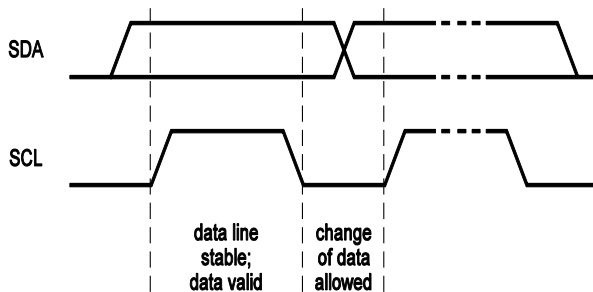 SDA
SCL
data line
stable;
data valid
change
of data
allowed